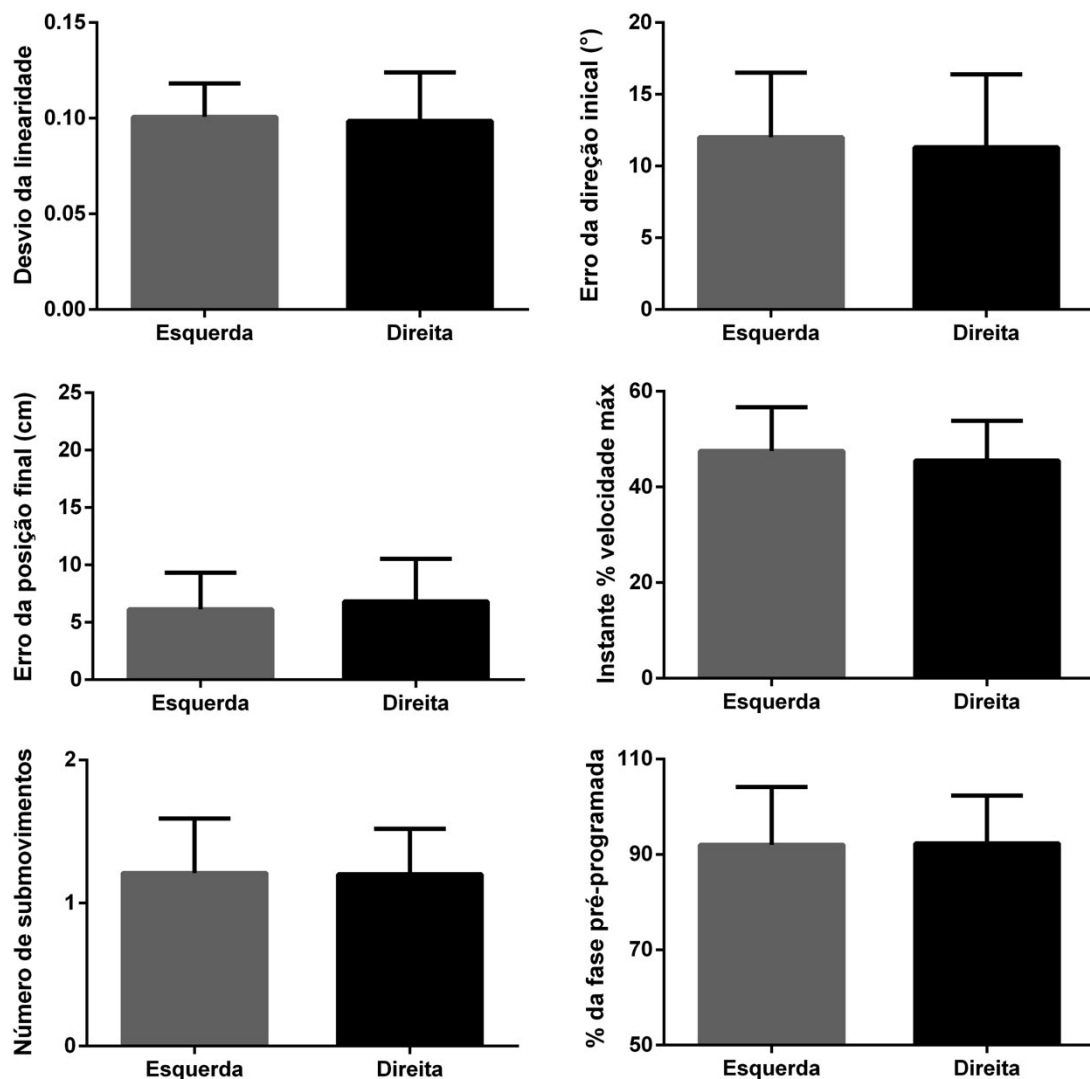 Desvio da linearidade
0.15
0.10
0.05
0.00
Esquerda Direita
Erro da direção inical (°)
20
15
10
5
0
Esquerda Direita
Erro da posição final (cm)
25
20
15
10
5
0
Esquerda Direita
Instante % velocidade máx
60
40
20
0
Esquerda Direita
Número de submovimentos
2
1
0
Esquerda Direita
% da fase pré-programada
110
90
70
50
Esquerda Direita